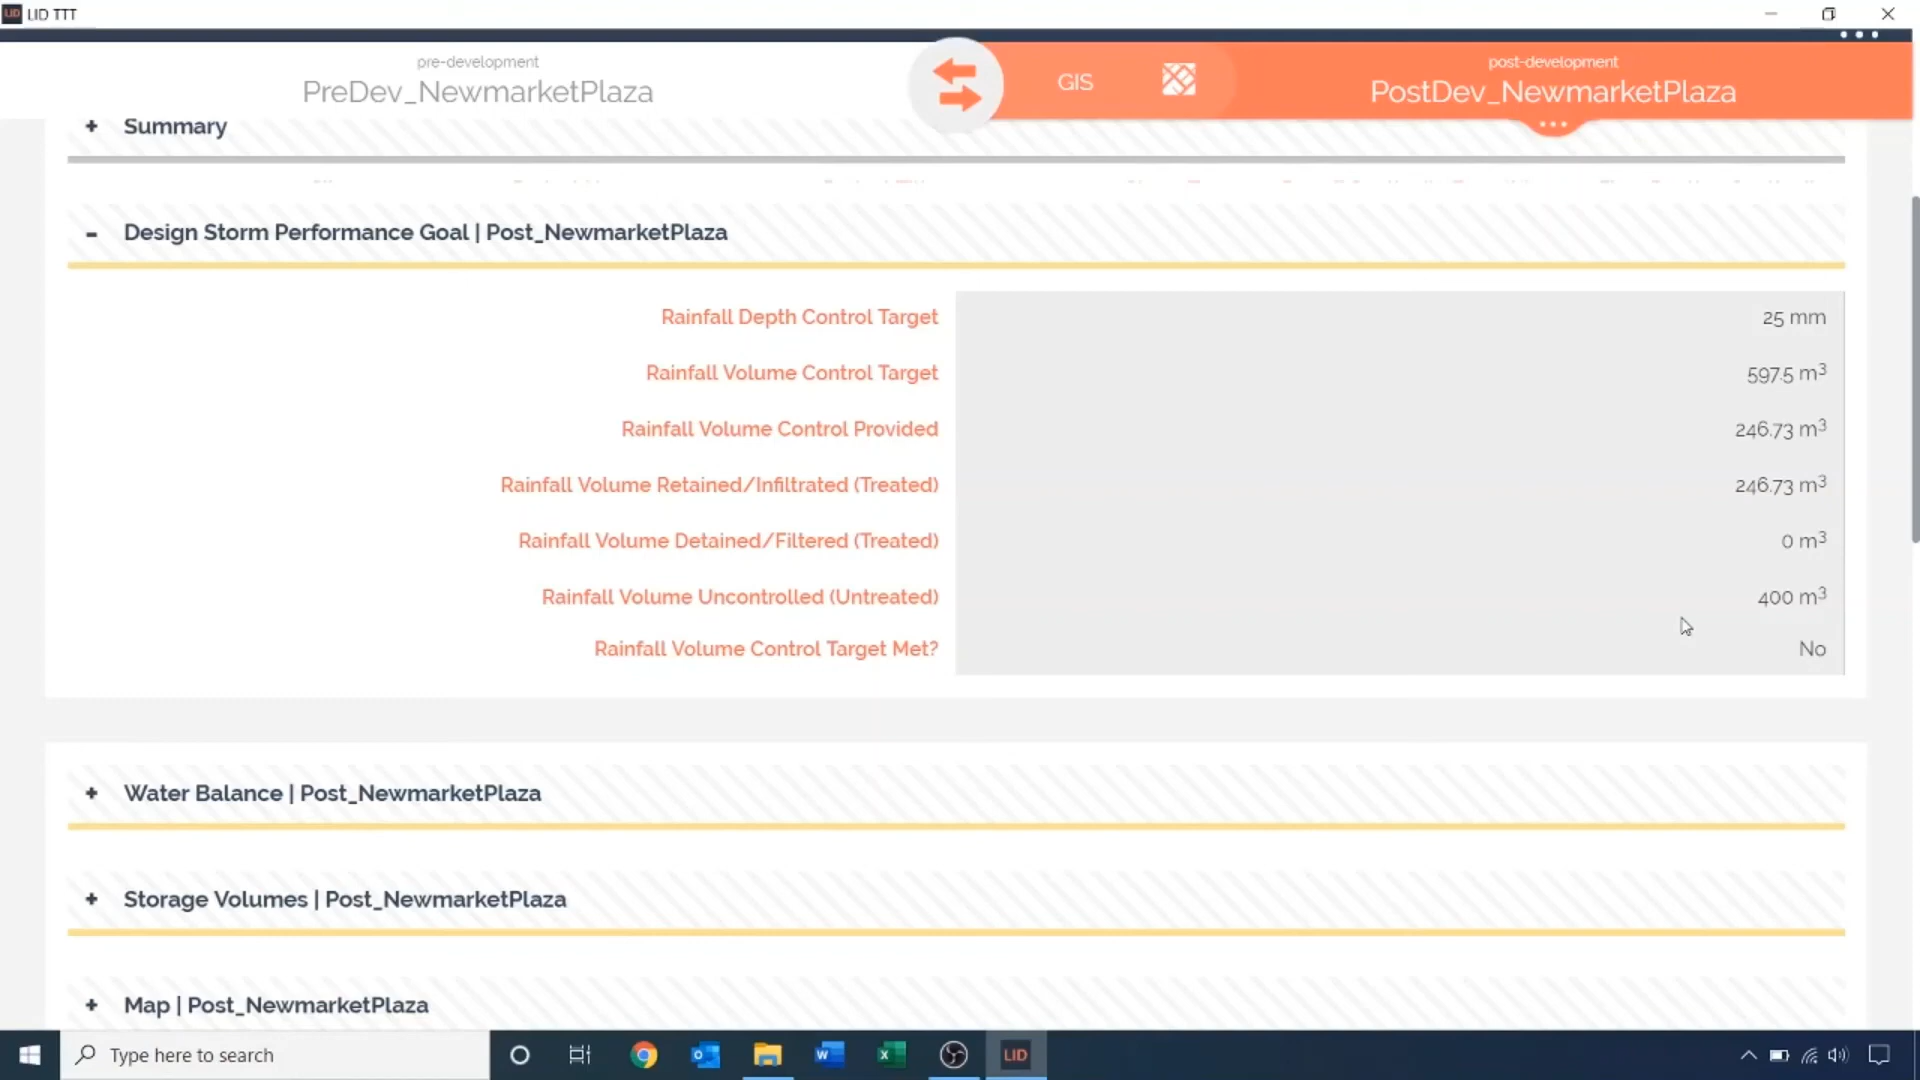 LID TTT
pre-development
PreDev_NewmarketPlaza
GIS
post-development
PostDev_NewmarketPlaza
+ Summary
- Design Storm Performance Goal | Post_NewmarketPlaza
Rainfall Depth Control Target 25 mm
Rainfall Volume Control Target 597.5 m³
Rainfall Volume Control Provided 246.73 m³
Rainfall Volume Retained/Infiltrated (Treated) 246.73 m³
Rainfall Volume Detained/Filtered (Treated) 0 m³
Rainfall Volume Uncontrolled (Untreated) 400 m³
Rainfall Volume Control Target Met? No
+ Water Balance | Post_NewmarketPlaza
+ Storage Volumes | Post_NewmarketPlaza
+ Map | Post_NewmarketPlaza
Type here to search
LID